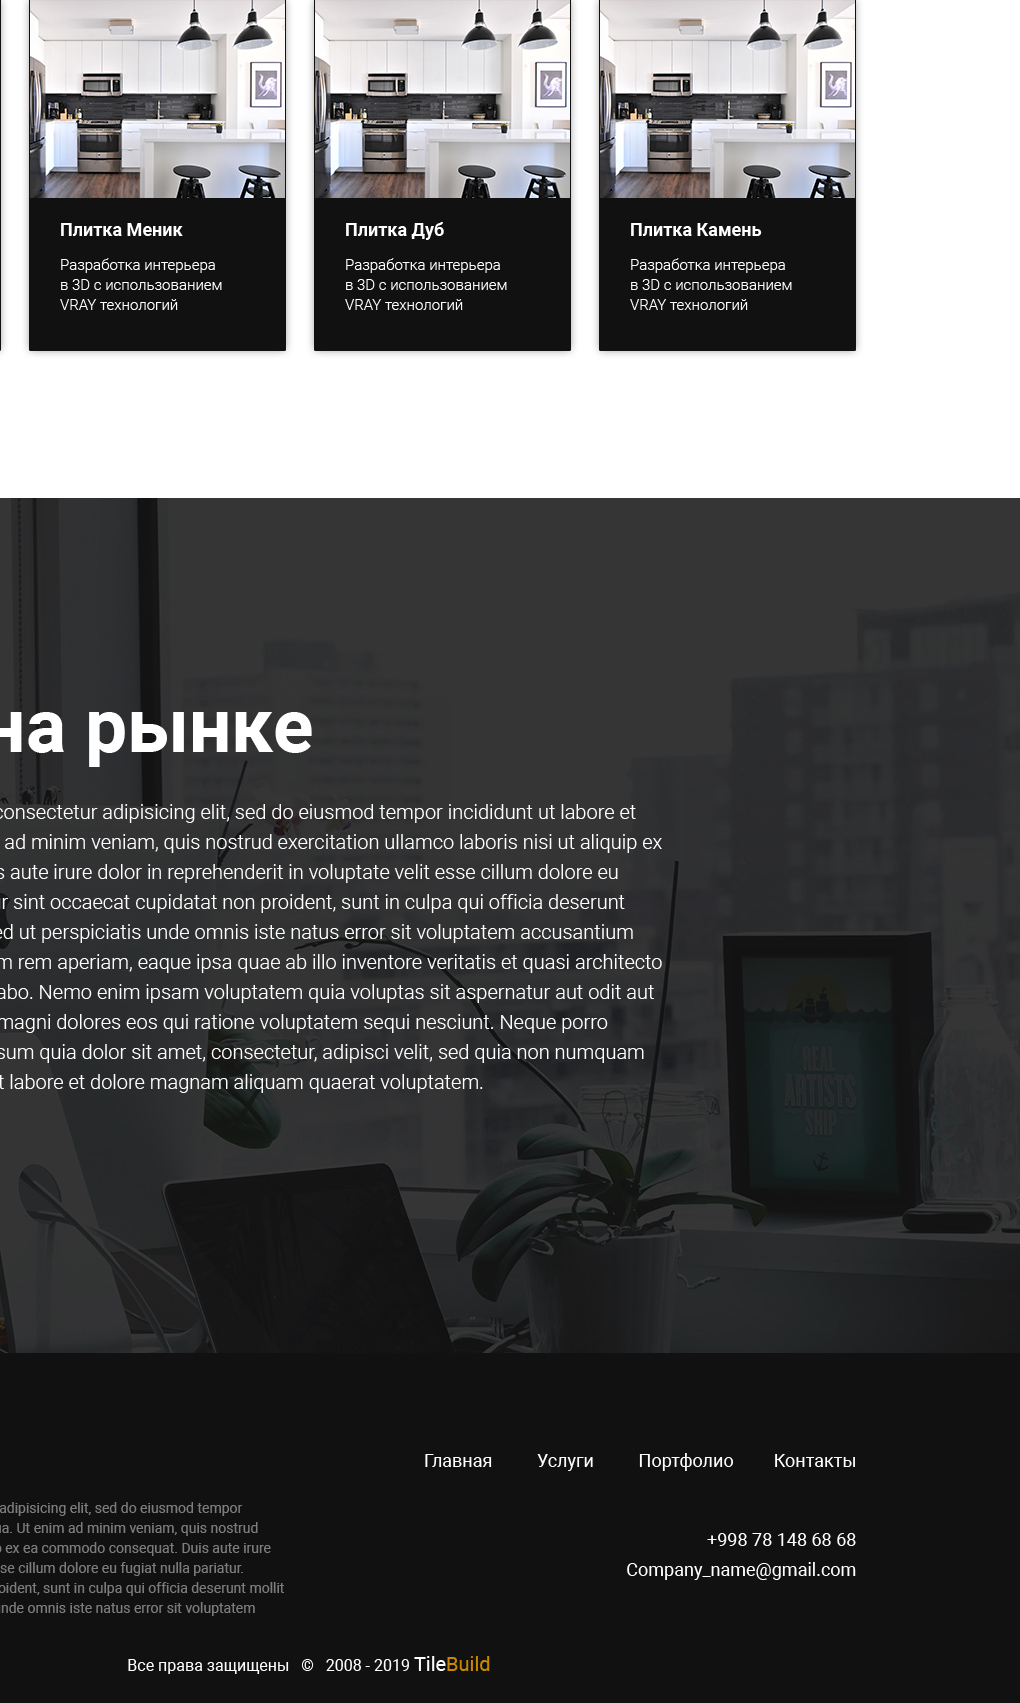 Плитка Меник
Разработка интерьера
в 3D с использованием
VRAY технологий
Плитка Дуб
Разработка интерьера
в 3D с использованием
VRAY технологий
Плитка Камень
Разработка интерьера
в 3D с использованием
VRAY технологий
на рынке
consectetur adipisicing elit, sed do eiusmod tempor incididunt ut labore et
ad minim veniam, quis nostrud exercitation ullamco laboris nisi ut aliquip ex
aute irure dolor in reprehenderit in voluptate velit esse cillum dolore eu
sint occaecat cupidatat non proident, sunt in culpa qui officia deserunt
ut perspiciatis unde omnis iste natus error sit voluptatem accusantium
rem aperiam, eaque ipsa quae ab illo inventore veritatis et quasi architecto
abo. Nemo enim ipsam voluptatem quia voluptas sit aspernatur aut odit aut
magni dolores eos qui ratione voluptatem sequi nesciunt. Neque porro
sum quia dolor sit amet, consectetur, adipisci velit, sed quia non numquam
labore et dolore magnam aliquam quaerat voluptatem.
REAL
ARTISTS
SHIP
Главная Услуги Портфолио Контакты
adipisicing elit, sed do eiusmod tempor
Ut enim ad minim veniam, quis nostrud
ex ea commodo consequat. Duis aute irure
se cillum dolore eu fugiat nulla pariatur.
oident, sunt in culpa qui officia deserunt mollit
nde omnis iste natus error sit voluptatem
+998 78 148 68 68
Company_name@gmail.com
Все права защищены © 2008 - 2019 TileBuild